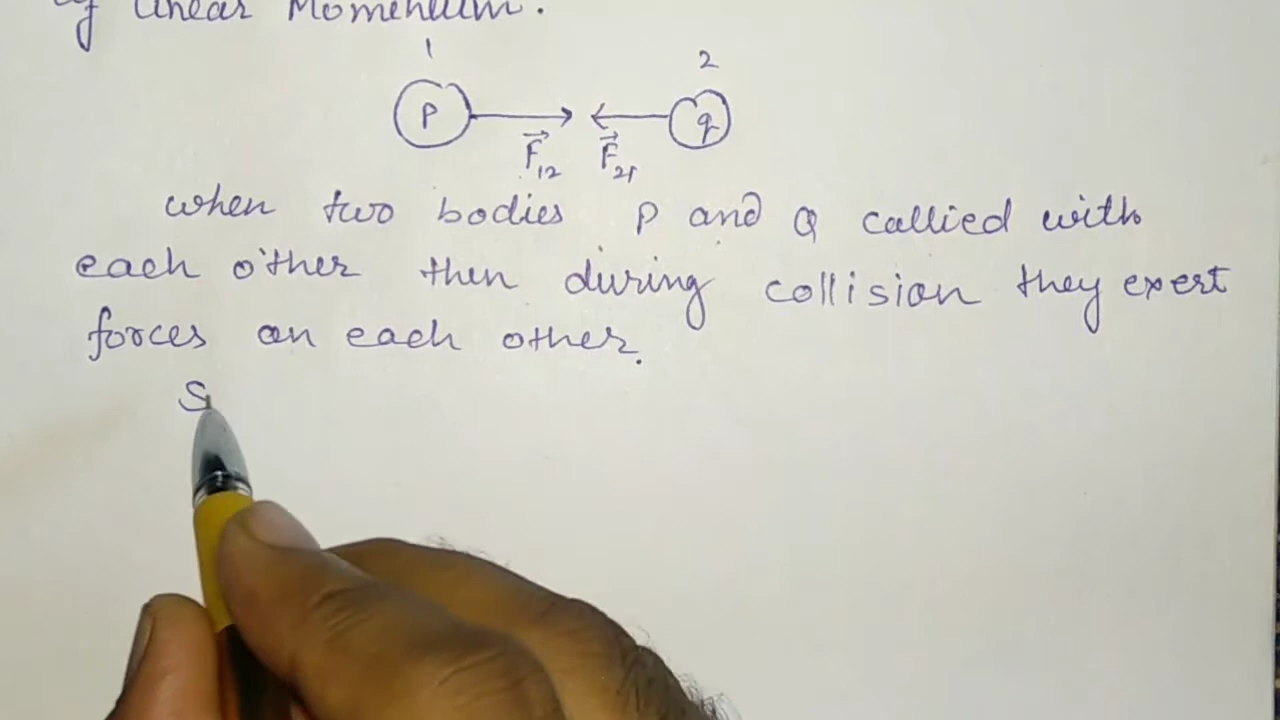 of Linear Momentum.
1 2
P q
F₁₂ F₂₁
when two bodies P and Q callied with
each other then during collision they exert
forces on each other.
S